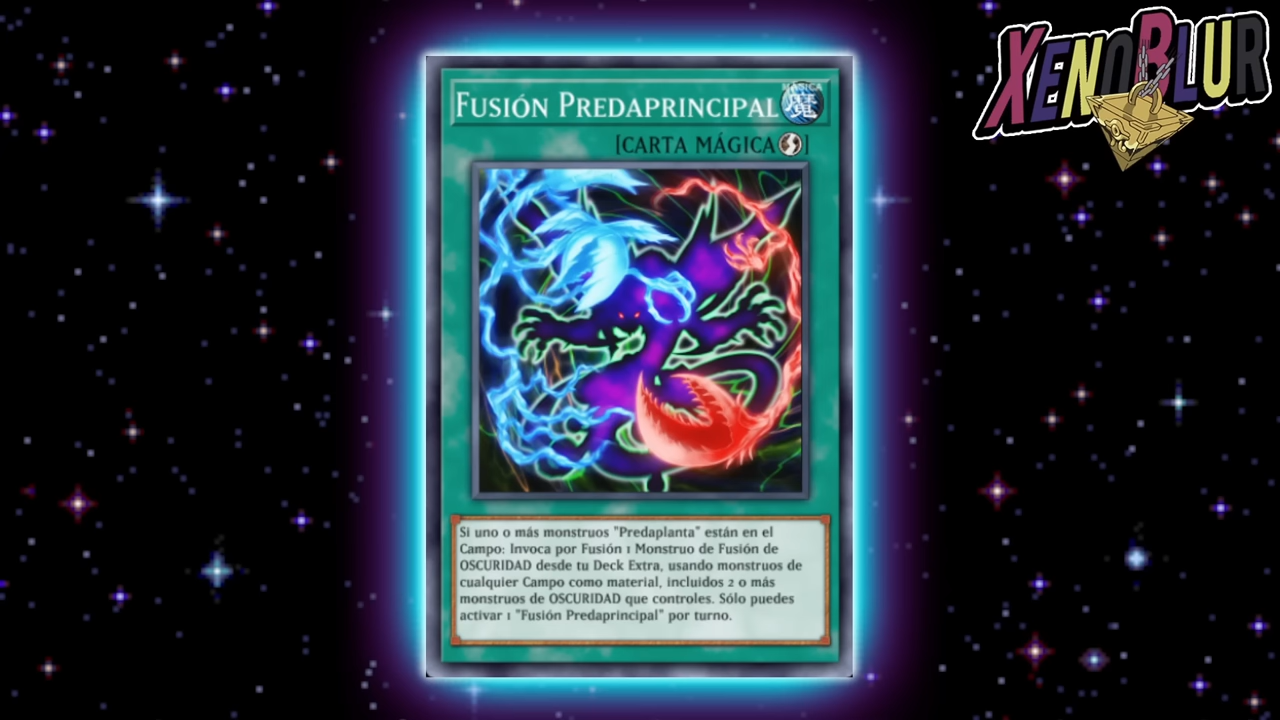 XENOBLUR
FUSIÓN PREDAPRINCIPAL
MÁGICA
魔
[CARTA MÁGICA]
Si uno o más monstruos "Predaplanta" están en el
Campo: Invoca por Fusión 1 Monstruo de Fusión de
OSCURIDAD desde tu Deck Extra, usando monstruos de
cualquier Campo como material, incluidos 2 o más
monstruos de OSCURIDAD que controles. Sólo puedes
activar 1 "Fusión Predaprincipal" por turno.